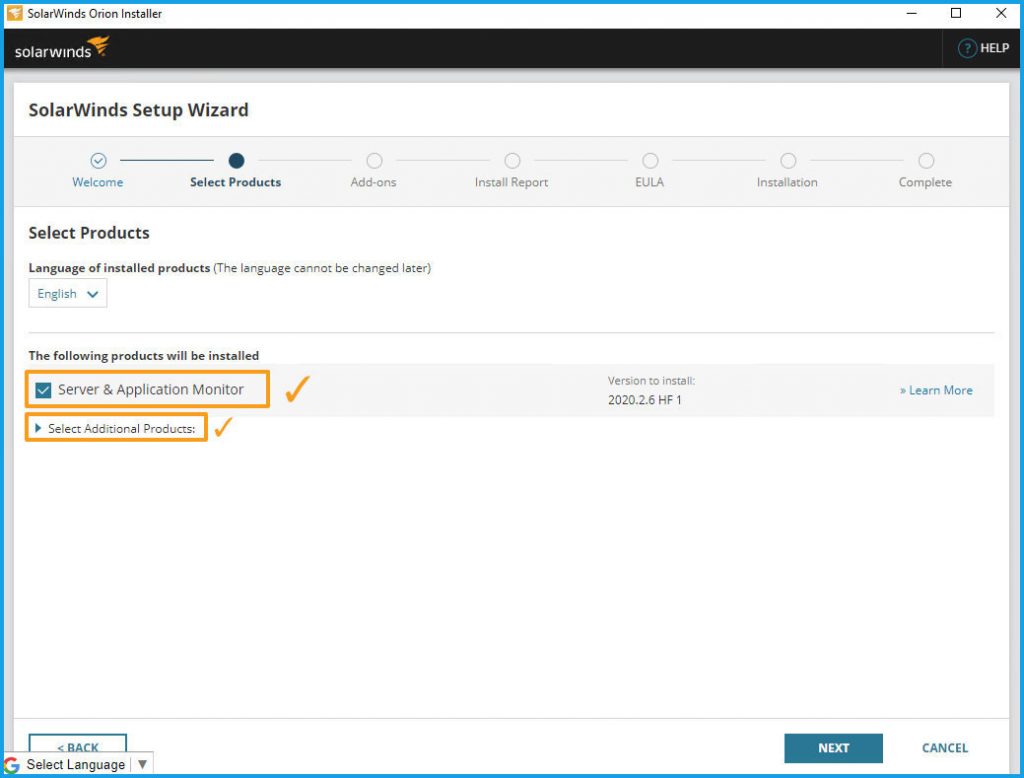 SolarWinds Orion Installer
solarwinds
? HELP
SolarWinds Setup Wizard
Welcome
Select Products
Add-ons
Install Report
EULA
Installation
Complete
Select Products
Language of installed products (The language cannot be changed later)
English
The following products will be installed
Server & Application Monitor
Version to install:
2020.2.6 HF 1
» Learn More
Select Additional Products:
< BACK
NEXT
CANCEL
G Select Language ▼